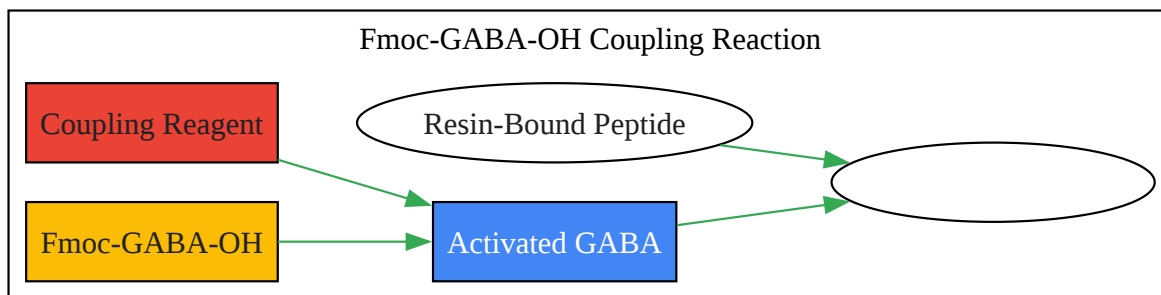 Fmoc-GABA-OH Coupling Reaction
Coupling Reagent
Resin-Bound Peptide
Fmoc-GABA-OH
Activated GABA